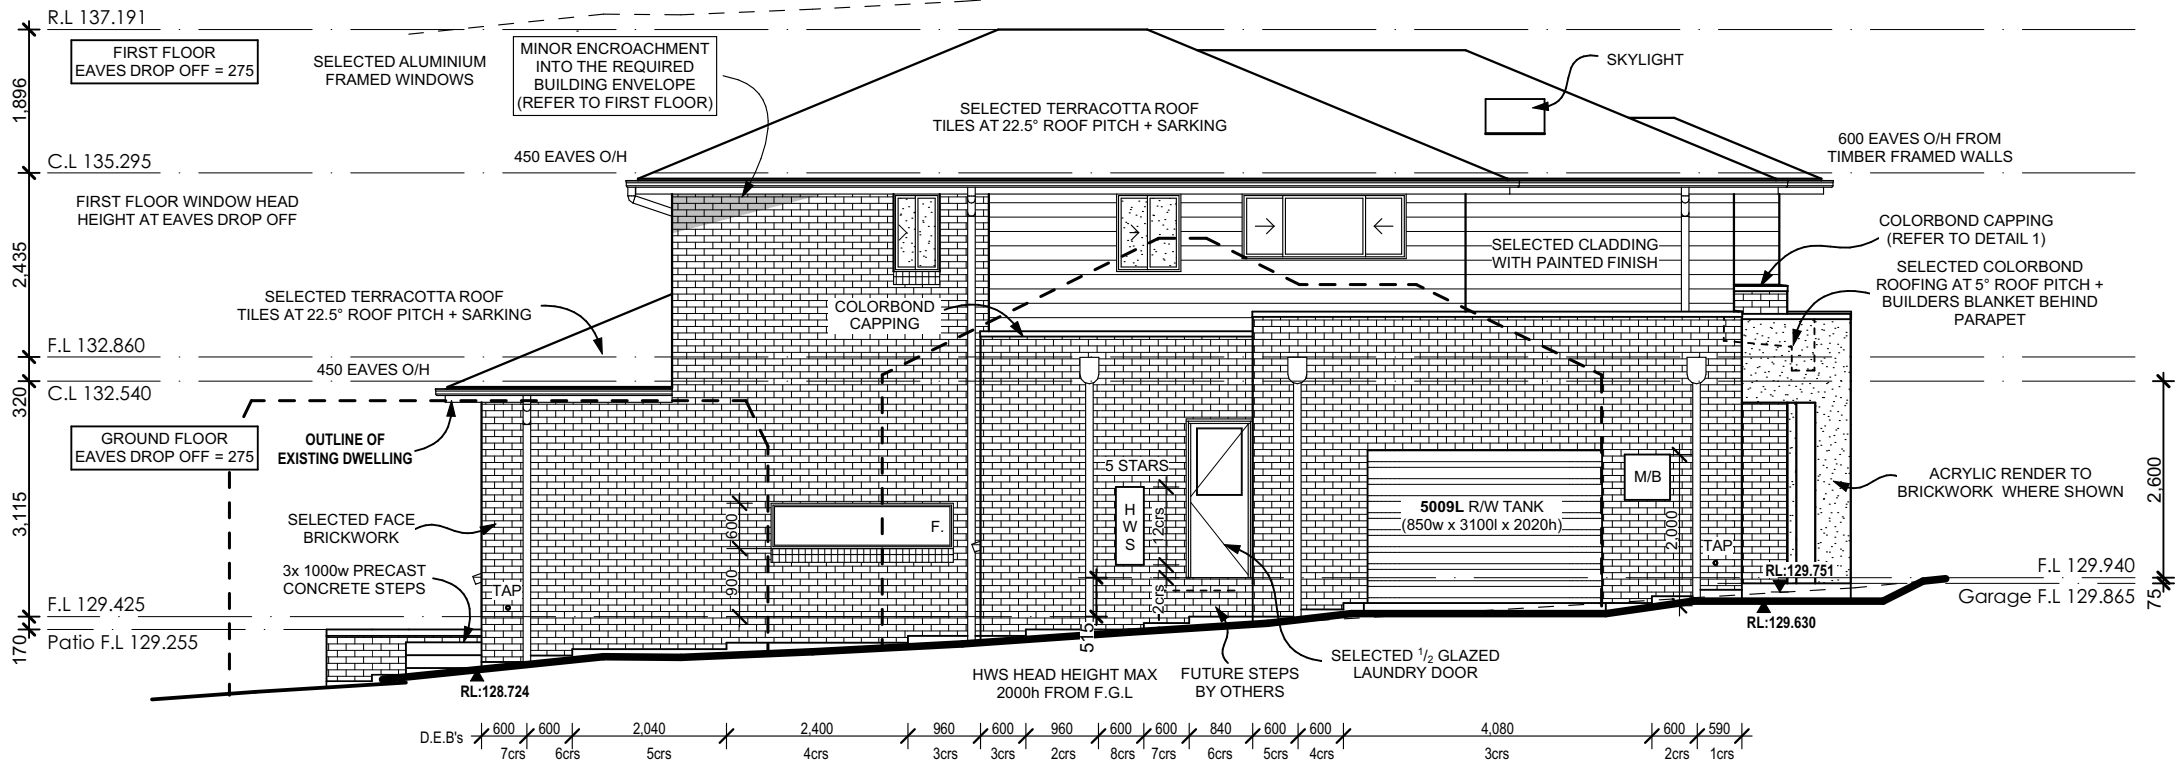 R.L 137.191
FIRST FLOOR
EAVES DROP OFF = 275
SELECTED ALUMINIUM
FRAMED WINDOWS
MINOR ENCROACHMENT
INTO THE REQUIRED
BUILDING ENVELOPE
(REFER TO FIRST FLOOR)
SELECTED TERRACOTTA ROOF
TILES AT 22.5° ROOF PITCH + SARKING
SKYLIGHT
1,896
450 EAVES O/H
600 EAVES O/H FROM
TIMBER FRAMED WALLS
C.L 135.295
FIRST FLOOR WINDOW HEAD
HEIGHT AT EAVES DROP OFF
COLORBOND CAPPING
(REFER TO DETAIL 1)
SELECTED CLADDING
WITH PAINTED FINISH
SELECTED COLORBOND
ROOFING AT 5° ROOF PITCH +
BUILDERS BLANKET BEHIND
PARAPET
2,435
SELECTED TERRACOTTA ROOF
TILES AT 22.5° ROOF PITCH + SARKING
COLORBOND
CAPPING
F.L 132.860
450 EAVES O/H
320
C.L 132.540
GROUND FLOOR
EAVES DROP OFF = 275
OUTLINE OF
EXISTING DWELLING
5 STARS
M/B
ACRYLIC RENDER TO
BRICKWORK WHERE SHOWN
2,600
3,115
SELECTED FACE
BRICKWORK
600
F.
H
W
S
12crs
5009L R/W TANK
(850w x 3100l x 2020h)
2,000
TAP
3x 1000w PRECAST
CONCRETE STEPS
TAP
900
2crs
RL:129.751
F.L 129.940
F.L 129.425
Garage F.L 129.865
75
170
Patio F.L 129.255
515
RL:129.630
RL:128.724
HWS HEAD HEIGHT MAX
2000h FROM F.G.L
FUTURE STEPS
BY OTHERS
SELECTED 1/2 GLAZED
LAUNDRY DOOR
D.E.B's 600 600 2,040 2,400 960 600 960 600 600 840 600 600 4,080 600 590
7crs 6crs 5crs 4crs 3crs 3crs 2crs 8crs 7crs 6crs 5crs 4crs 3crs 2crs 1crs